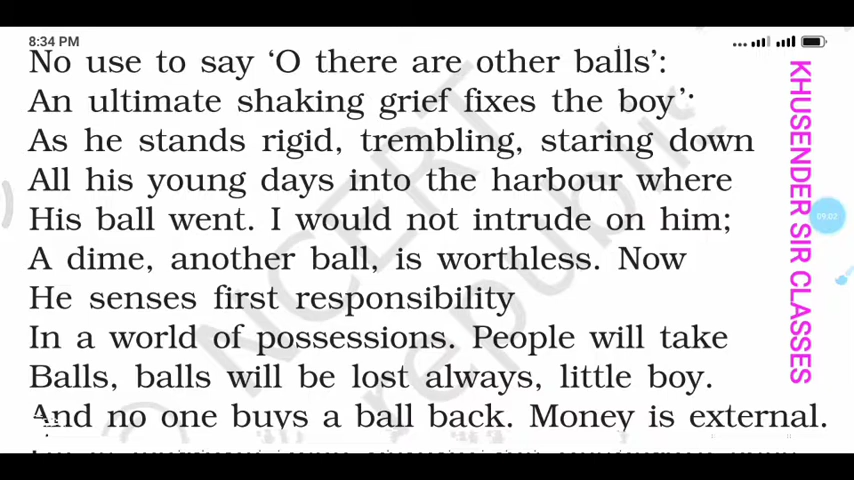 8:34 PM
No use to say ‘O there are other balls’:
An ultimate shaking grief fixes the boy’:
As he stands rigid, trembling, staring down
All his young days into the harbour where
His ball went. I would not intrude on him;
A dime, another ball, is worthless. Now
He senses first responsibility
In a world of possessions. People will take
Balls, balls will be lost always, little boy.
And no one buys a ball back. Money is external.
KHUSENDER SIR CLASSES
09:02
NCERT
republi